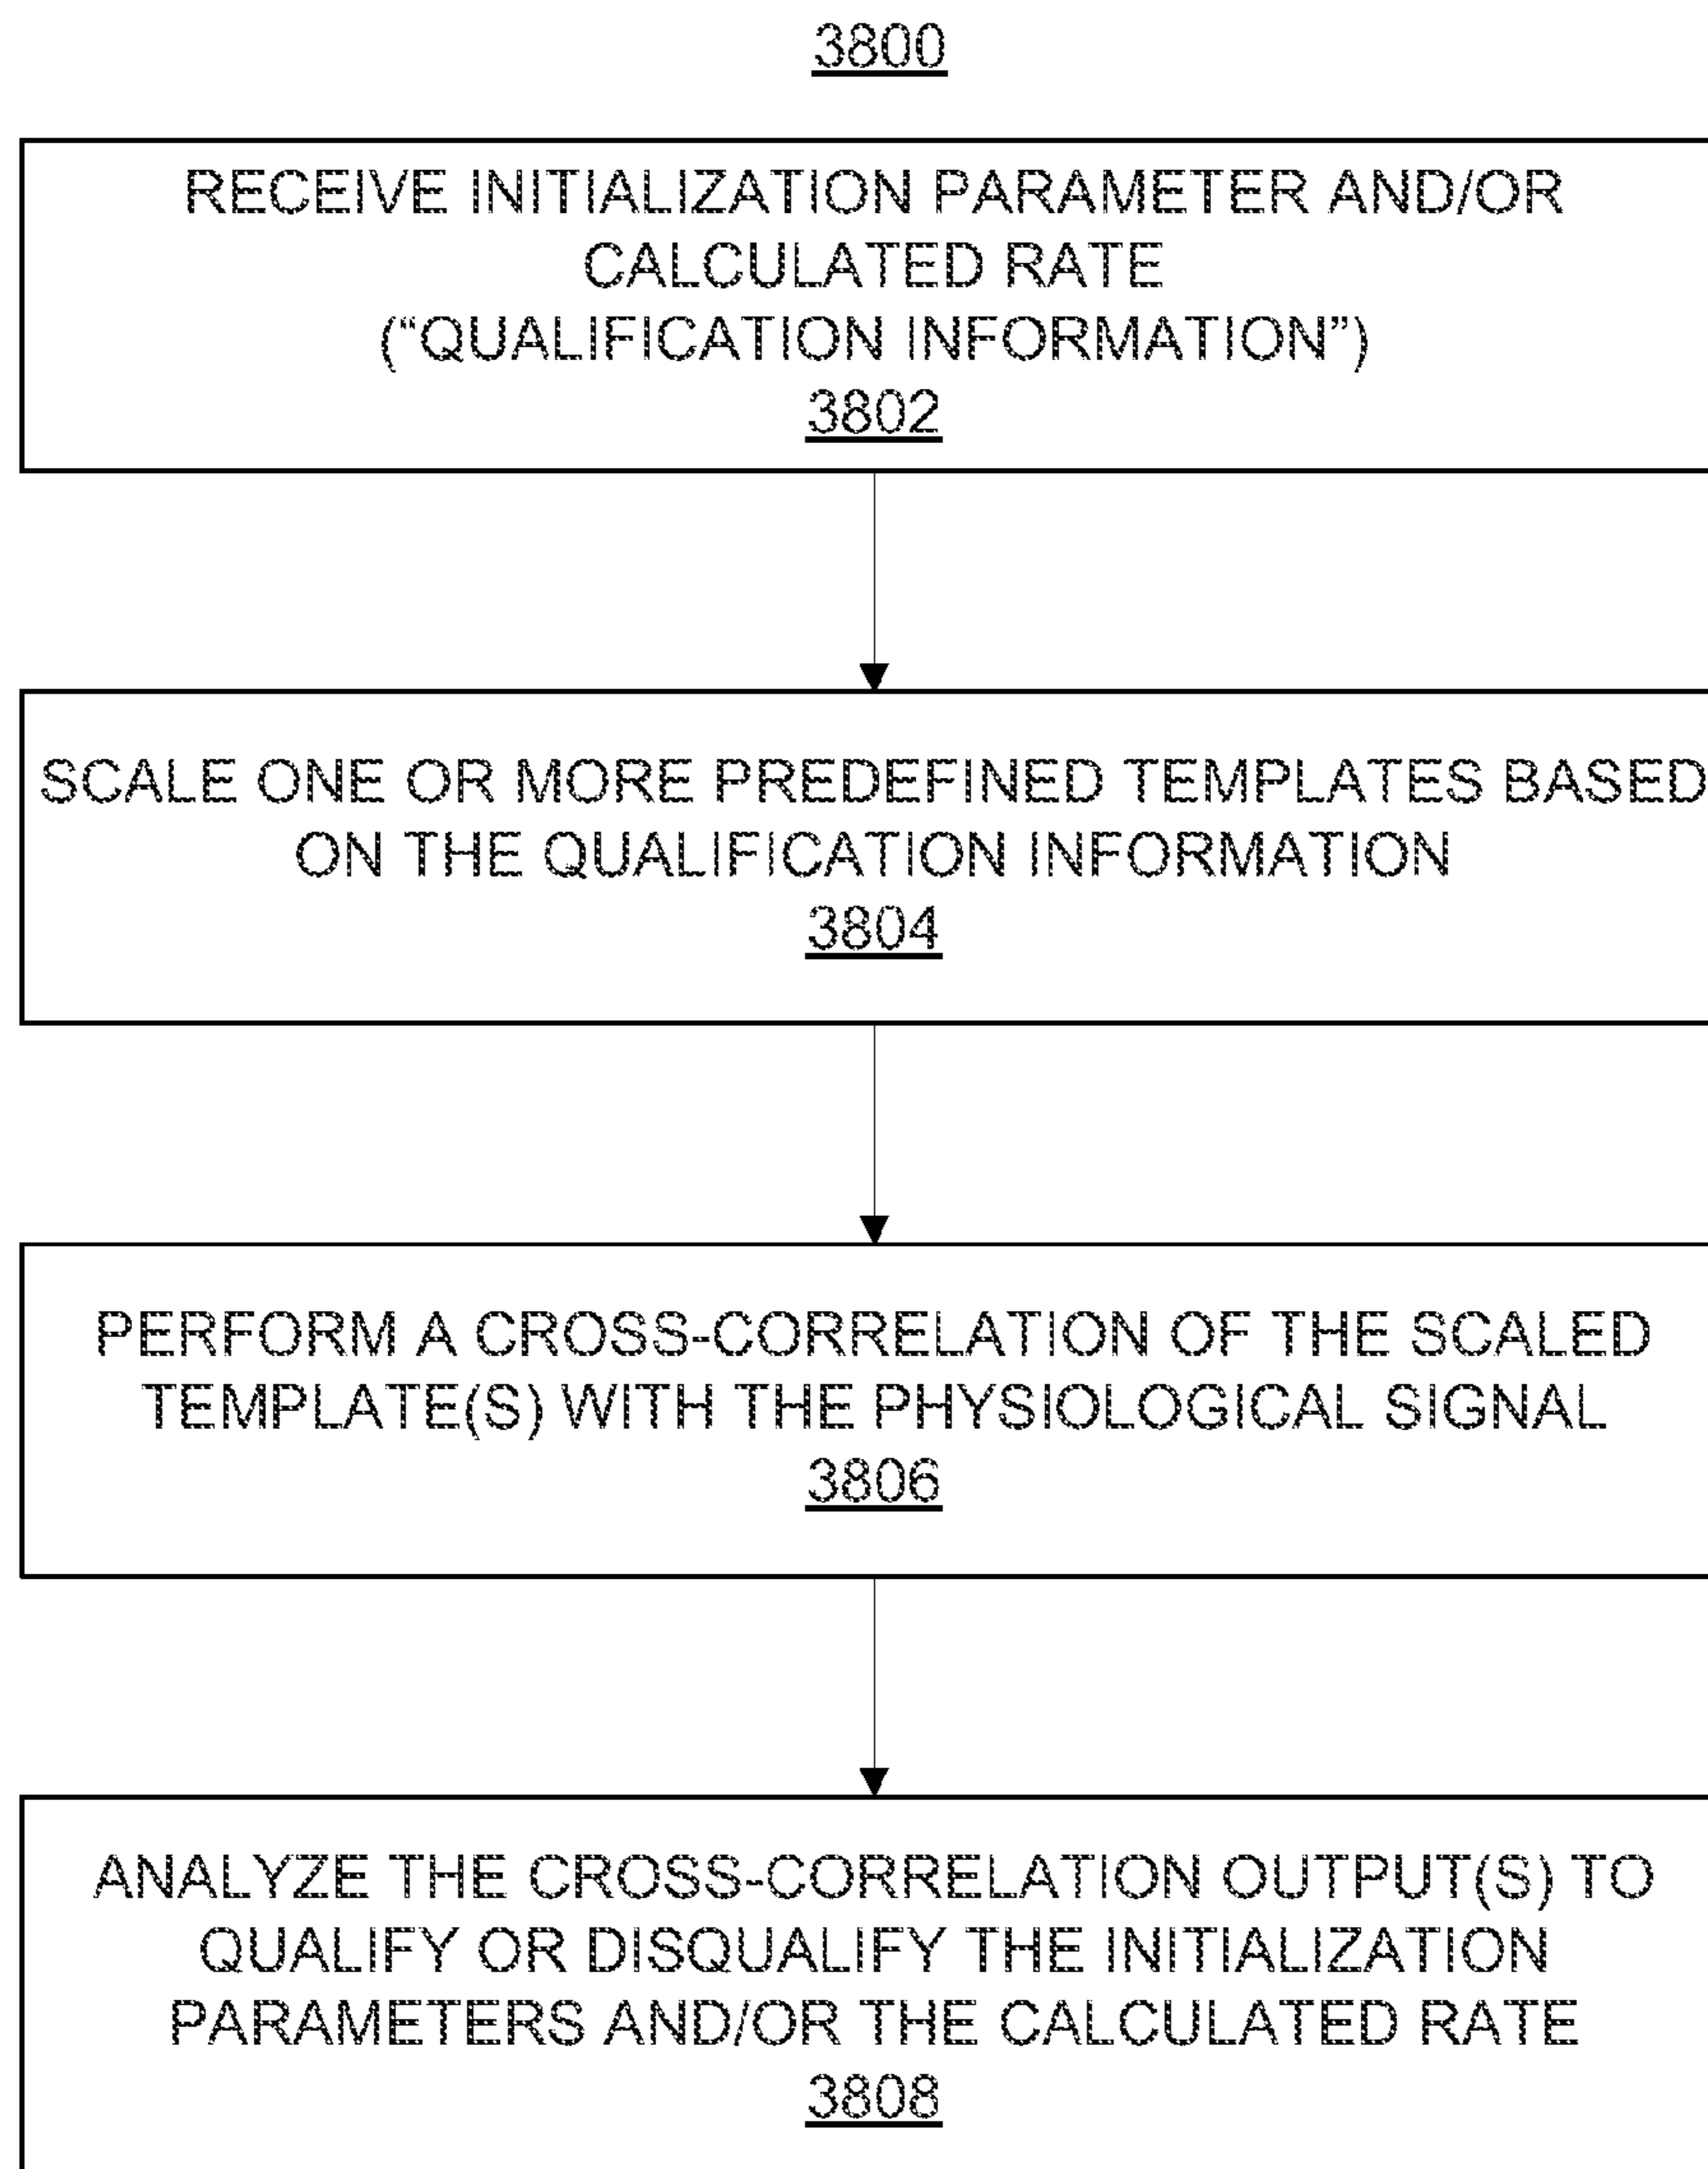 3800
RECEIVE INITIALIZATION PARAMETER AND/OR
CALCULATED RATE
(“QUALIFICATION INFORMATION”)
3802
SCALE ONE OR MORE PREDEFINED TEMPLATES BASED
ON THE QUALIFICATION INFORMATION
3804
PERFORM A CROSS-CORRELATION OF THE SCALED
TEMPLATE(S) WITH THE PHYSIOLOGICAL SIGNAL
3806
ANALYZE THE CROSS-CORRELATION OUTPUT(S) TO
QUALIFY OR DISQUALIFY THE INITIALIZATION
PARAMETERS AND/OR THE CALCULATED RATE
3808